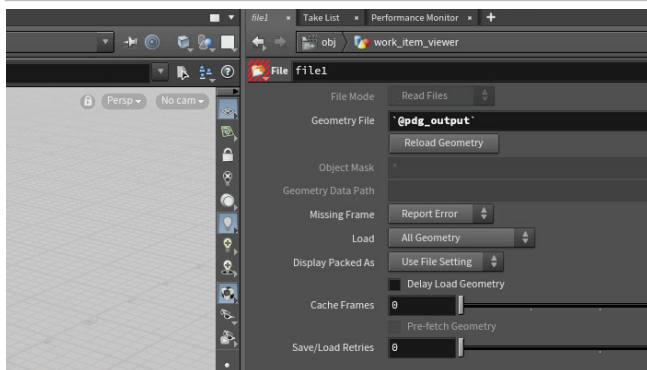 file1 × Take List × Performance Monitor × +
obj work_item_viewer
File file1
Persp No cam
File Mode Read Files
Geometry File `@pdg_output`
Reload Geometry
Object Mask *
Geometry Data Path
Missing Frame Report Error
Load All Geometry
Display Packed As Use File Setting
Delay Load Geometry
Cache Frames 0
Pre-fetch Geometry
Save/Load Retries 0